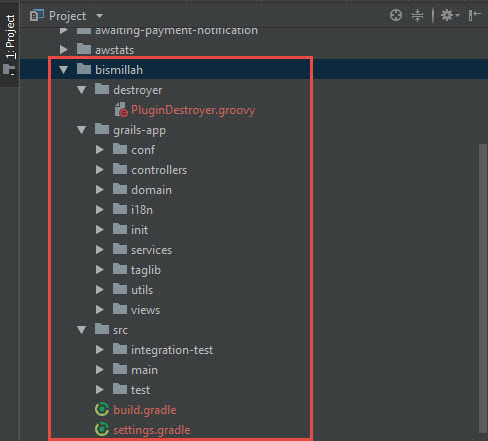 1: Project
Project
awaiting-payment-notification
awstats
bismillah
destroyer
PluginDestroyer.groovy
grails-app
conf
controllers
domain
i18n
init
services
taglib
utils
views
src
integration-test
main
test
build.gradle
settings.gradle